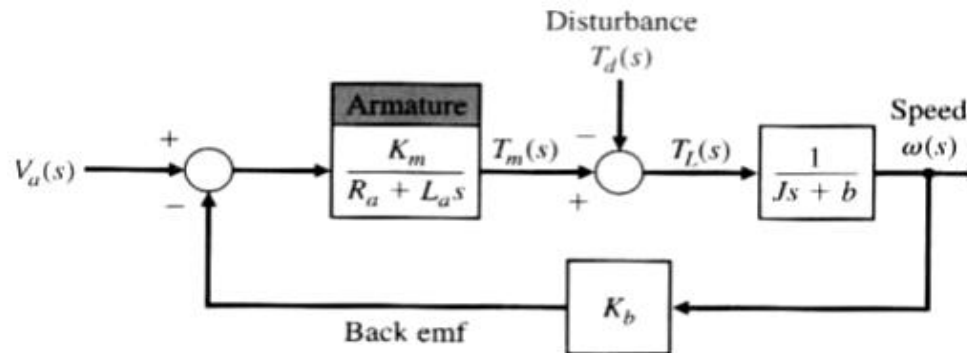 Disturbance
T_d(s)
Armature
Speed
ω(s)
+
−
V_a(s)
K_m
R_a + L_a s
T_m(s)
T_L(s)
1
Js + b
−
+
K_b
Back emf